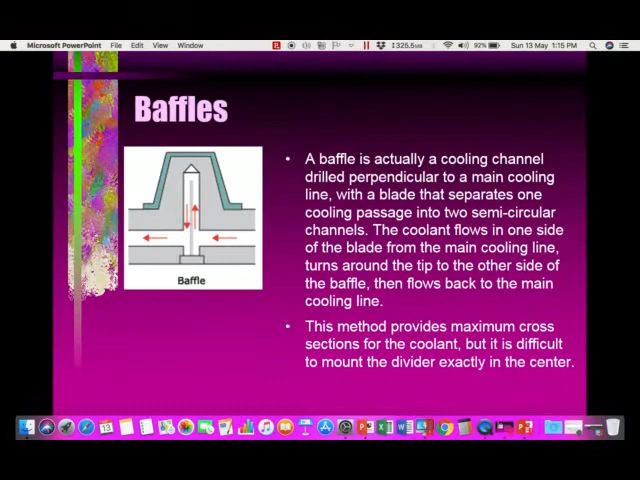 Microsoft PowerPoint File Edit View Window 92% Sun 13 May 1:15 PM
Baffles
• A baffle is actually a cooling channel
drilled perpendicular to a main cooling
line, with a blade that separates one
cooling passage into two semi-circular
channels. The coolant flows in one side
of the blade from the main cooling line,
turns around the tip to the other side of
the baffle, then flows back to the main
cooling line.
• This method provides maximum cross
sections for the coolant, but it is difficult
to mount the divider exactly in the center.
Baffle